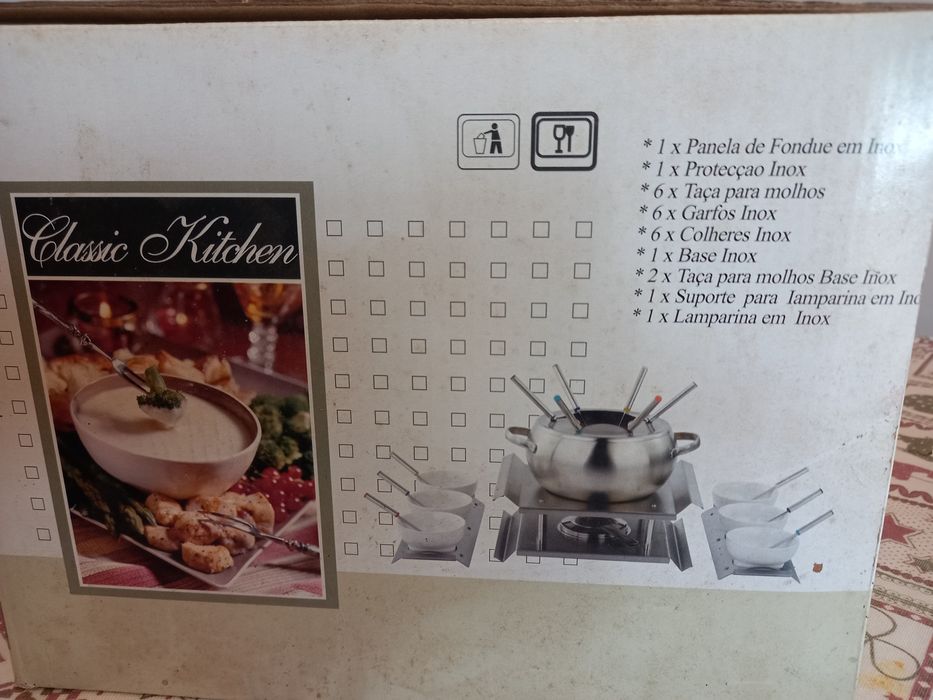 Classic Kitchen
* 1 x Panela de Fondue em Inox
* 1 x Protecçao Inox
* 6 x Taça para molhos
* 6 x Garfos Inox
* 6 x Colheres Inox
* 1 x Base Inox
* 2 x Taça para molhos Base Inox
* 1 x Suporte para Iamparina em Ino
* 1 x Lamparina em Inox